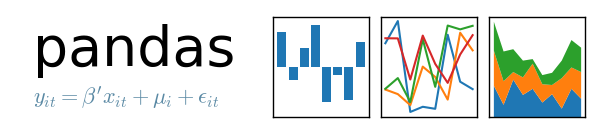 pandas
y_{it} = β′x_{it} + μ_i + ϵ_{it}